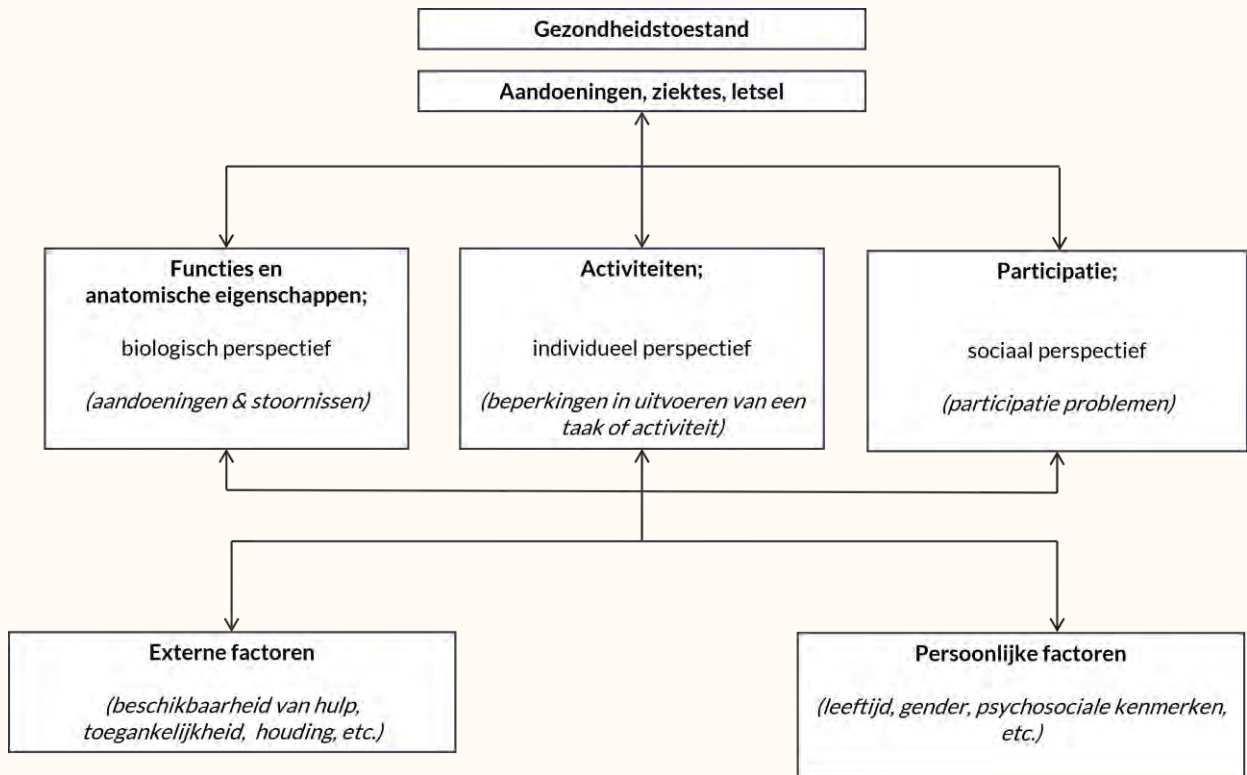 Gezondheidstoestand
Aandoeningen, ziektes, letsel
Functies en
anatomische eigenschappen;
biologisch perspectief
(aandoeningen & stoornissen)
Activiteiten;
individueel perspectief
(beperkingen in uitvoeren van een
taak of activiteit)
Participatie;
sociaal perspectief
(participatie problemen)
Externe factoren
(beschikbaarheid van hulp,
toegankelijkheid, houding, etc.)
Persoonlijke factoren
(leeftijd, gender, psychosociale kenmerken,
etc.)